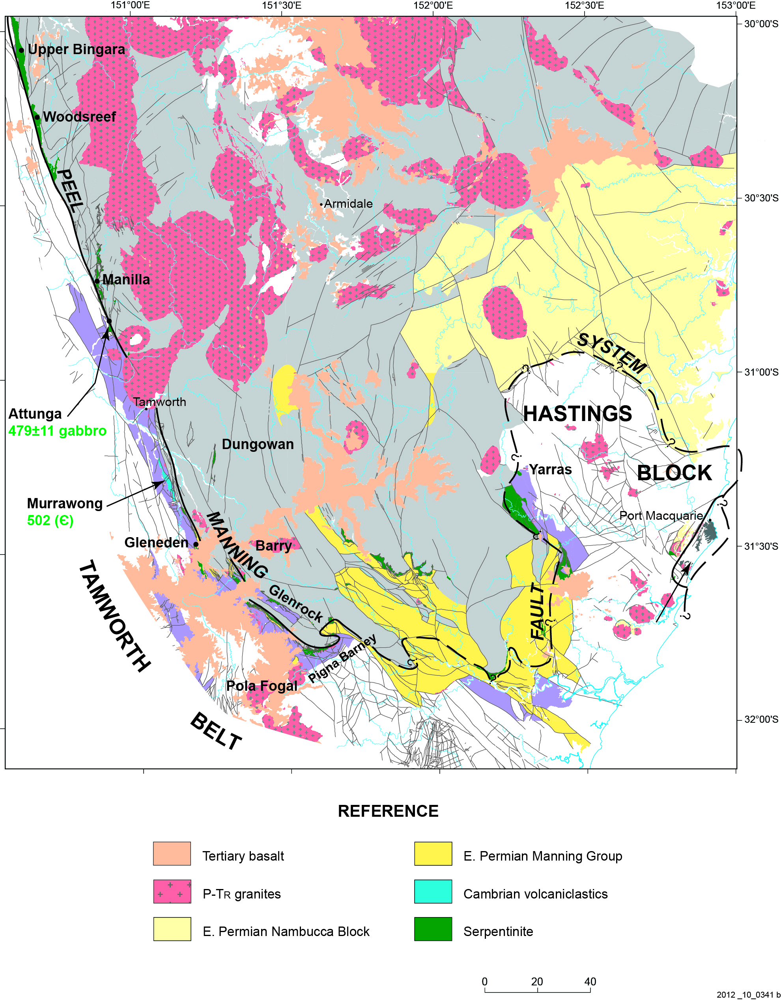 151°00'E
151°30'E
152°00'E
152°30'E
153°00'E
30°00'S
Upper Bingara
Woodsreef
PEEL
30°30'S
Armidale
Manilla
SYSTEM
?
?
31°00'S
Tamworth
HASTINGS
Attunga
479±11 gabbro
Dungowan
?
?
Yarras
BLOCK
Murrawong
502 (Є)
MANNING
Port Macquarie
?
Gleneden
Barry
?
31°30'S
TAMWORTH
Glenrock
FAULT
?
?
Pigna Barney
?
?
Pola Fogal
BELT
32°00'S
REFERENCE
Tertiary basalt
E. Permian Manning Group
P-TR granites
Cambrian volcaniclastics
E. Permian Nambucca Block
Serpentinite
0 20 40
2012 _10_0341 b